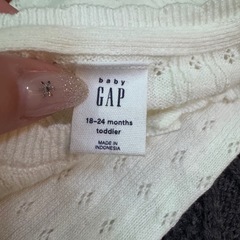 baby
GAP
18-24 months
toddler
MADE IN
INDONESIA